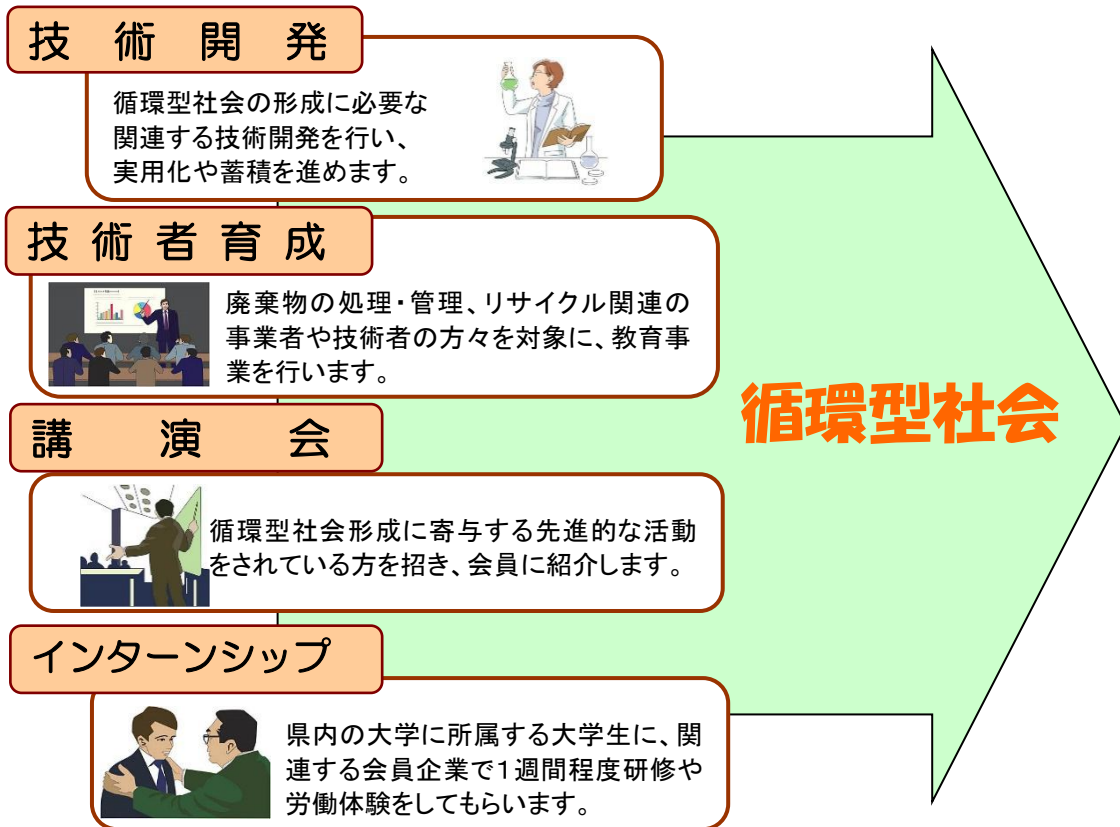 技術開発
循環型社会の形成に必要な
関連する技術開発を行い、
実用化や蓄積を進めます。
技術者育成
廃棄物の処理・管理、リサイクル関連の
事業者や技術者の方々を対象に、教育事
業を行います。
循環型社会
講演会
循環型社会形成に寄与する先進的な活動
をされている方を招き、会員に紹介します。
インターンシップ
県内の大学に所属する大学生に、関
連する会員企業で1週間程度研修や
労働体験をしてもらいます。